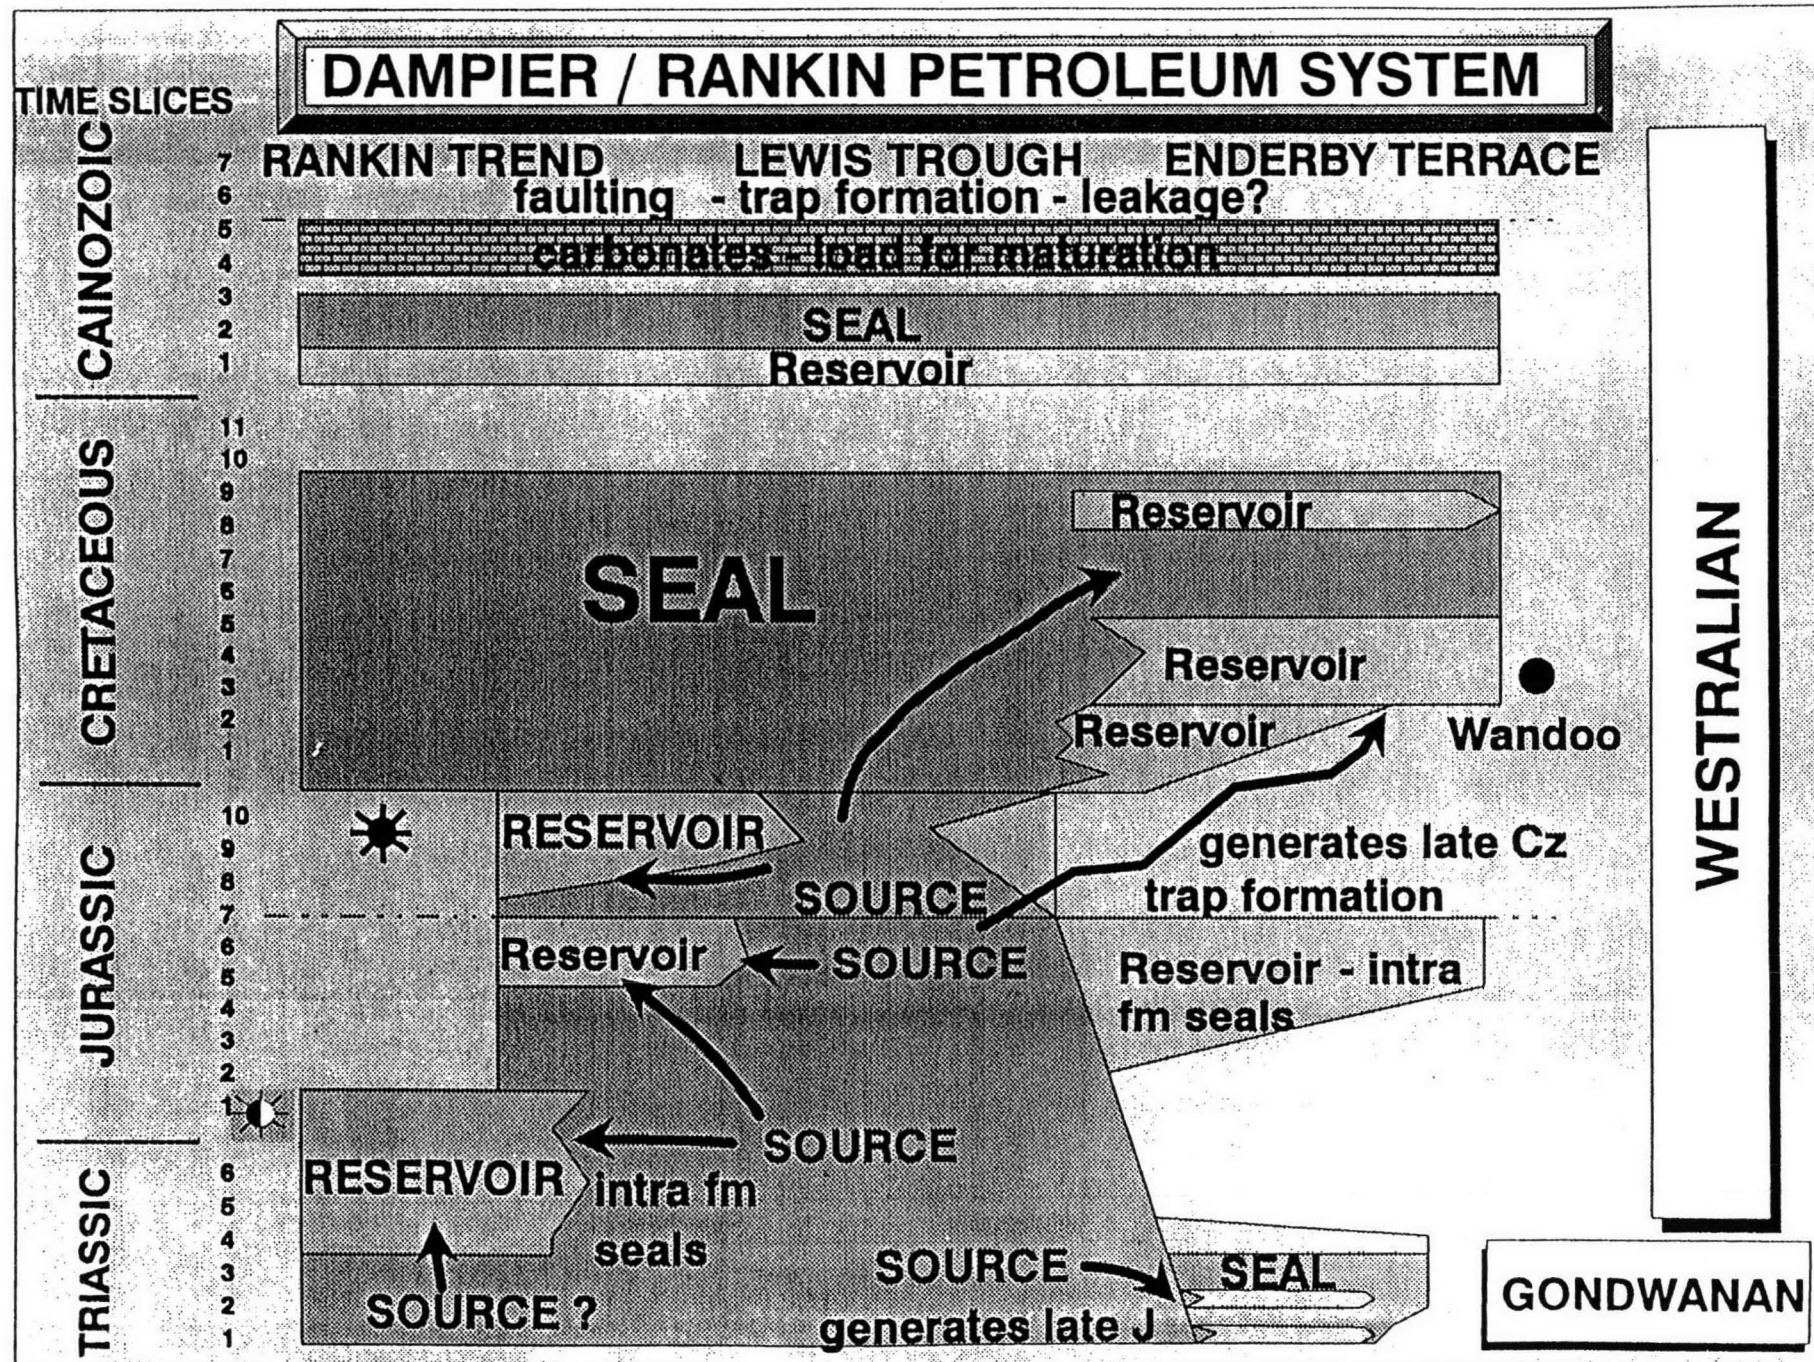 DAMPIER / RANKIN PETROLEUM SYSTEM
TIME SLICES
CAINOZOIC
7
6
5
4
3
2
1
RANKIN TREND LEWIS TROUGH ENDERBY TERRACE
faulting - trap formation - leakage?
carbonates - load for maturation
SEAL
Reservoir
CRETACEOUS
11
10
9
8
7
6
5
4
3
2
1
Reservoir
SEAL
Reservoir
Reservoir
Wandoo
JURASSIC
10
9
8
7
6
5
4
3
2
1
RESERVOIR
generates late Cz
trap formation
SOURCE
Reservoir
SOURCE
Reservoir - intra
fm seals
SOURCE
TRIASSIC
6
5
4
3
2
1
RESERVOIR
intra fm
seals
SOURCE ?
SOURCE
generates late J
SEAL
WESTRALIAN
GONDWANAN